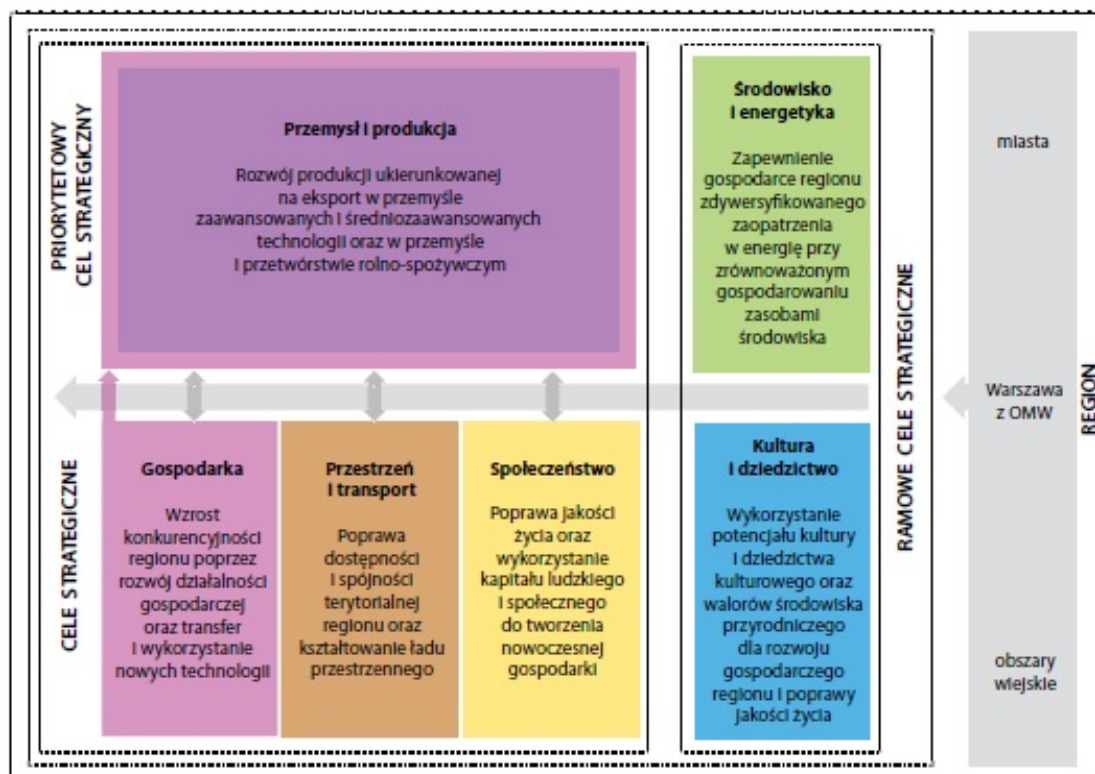 PRIORYTETOWY
CEL STRATEGICZNY
Przemysł i produkcja
Rozwój produkcji ukierunkowanej
na eksport w przemyśle
zaawansowanych i średniozaawansowanych
technologii oraz w przemyśle
i przetwórstwie rolno-spożywczym
Środowisko
i energetyka
Zapewnienie
gospodarce regionu
zdywersyfikowanego
zaopatrzenia
w energię przy
zrównoważonym
gospodarowaniu
zasobami
środowiska
CELE STRATEGICZNE
Gospodarka
Wzrost
konkurencyjności
regionu poprzez
rozwój działalności
gospodarczej
oraz transfer
i wykorzystanie
nowych technologii
Przestrzeń
i transport
Poprawa
dostępności
i spójności
terytorialnej
regionu oraz
kształtowanie ładu
przestrzennego
Społeczeństwo
Poprawa jakości
życia oraz
wykorzystanie
kapitału ludzkiego
i społecznego
do tworzenia
nowoczesnej
gospodarki
Kultura
i dziedzictwo
Wykorzystanie
potencjału kultury
i dziedzictwa
kulturowego oraz
walorów środowiska
przyrodniczego
dla rozwoju
gospodarczego
regionu i poprawy
jakości życia
RAMOWE CELE STRATEGICZNE
miasta
Warszawa
z OMW
obszary
wiejskie
REGION